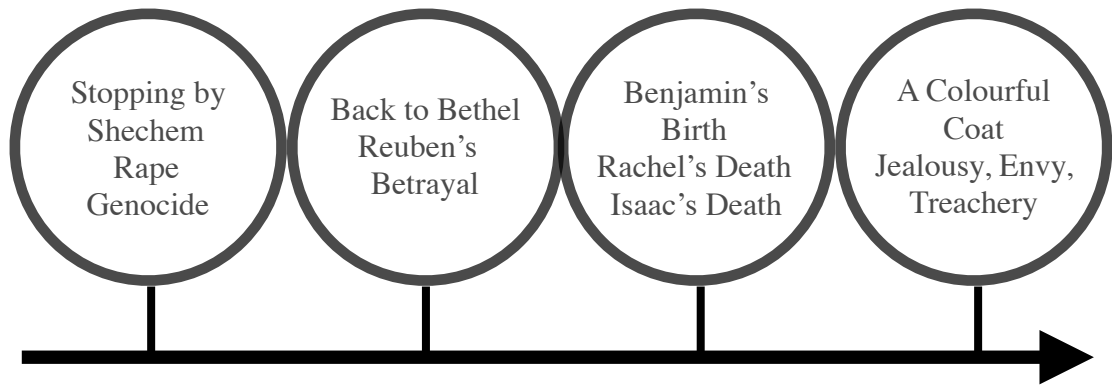 Stopping by
Shechem
Rape
Genocide
Back to Bethel
Reuben’s
Betrayal
Benjamin’s
Birth
Rachel’s Death
Isaac’s Death
A Colourful
Coat
Jealousy, Envy,
Treachery